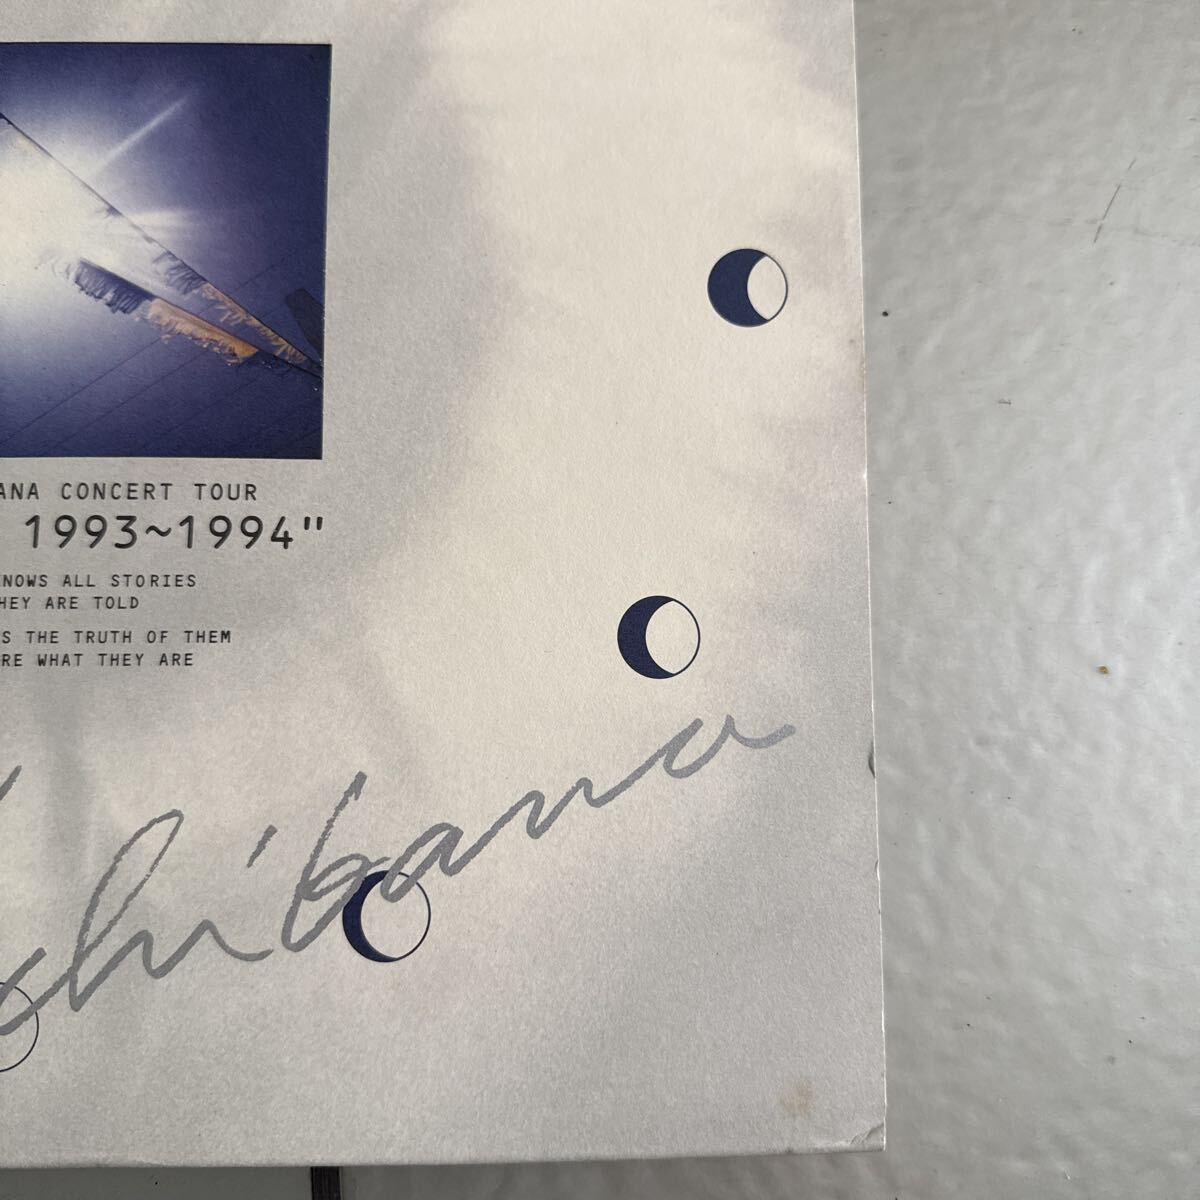 ANA CONCERT TOUR
1993~1994"
NOWS ALL STORIES
HEY ARE TOLD
S THE TRUTH OF THEM
RE WHAT THEY ARE
chibana